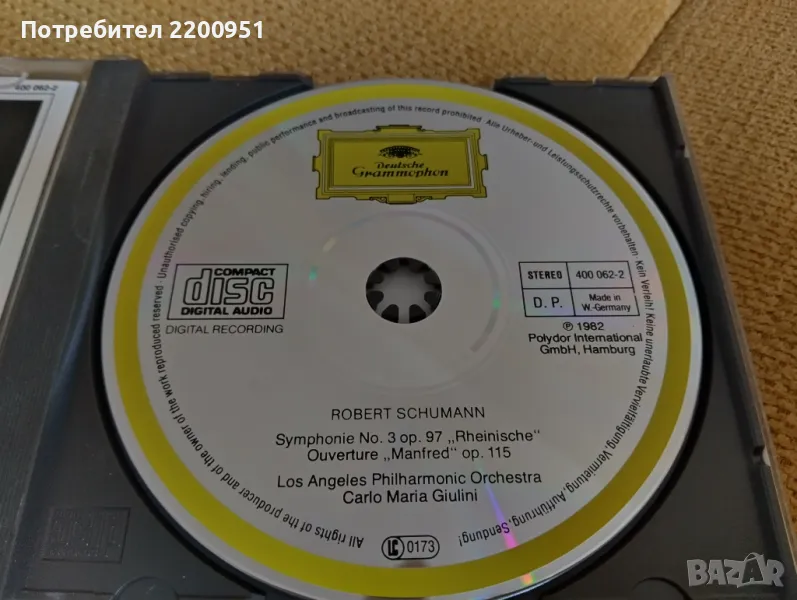 Потребител 2200951
400 062-2
Unauthorised copying, hiring, lending, public performance and broadcasting of this record prohibited · Alle Urheber- und Leistungsschutzrechte vorbehalten · Kein Verleih! Keine unerlaubte Vervielfältigung, Vermietung, Aufführung, Sendung!
All rights of the producer and of the owner of the work reproduced reserved ·
Deutsche
Grammophon
COMPACT
disc
DIGITAL AUDIO
DIGITAL RECORDING
STEREO 400 062-2
D. P. Made in
W.-Germany
℗ 1982
Polydor International
GmbH, Hamburg
ROBERT SCHUMANN
Symphonie No. 3 op. 97 „Rheinische“
Ouverture „Manfred“ op. 115
Los Angeles Philharmonic Orchestra
Carlo Maria Giulini
LC 0173
BAZAR